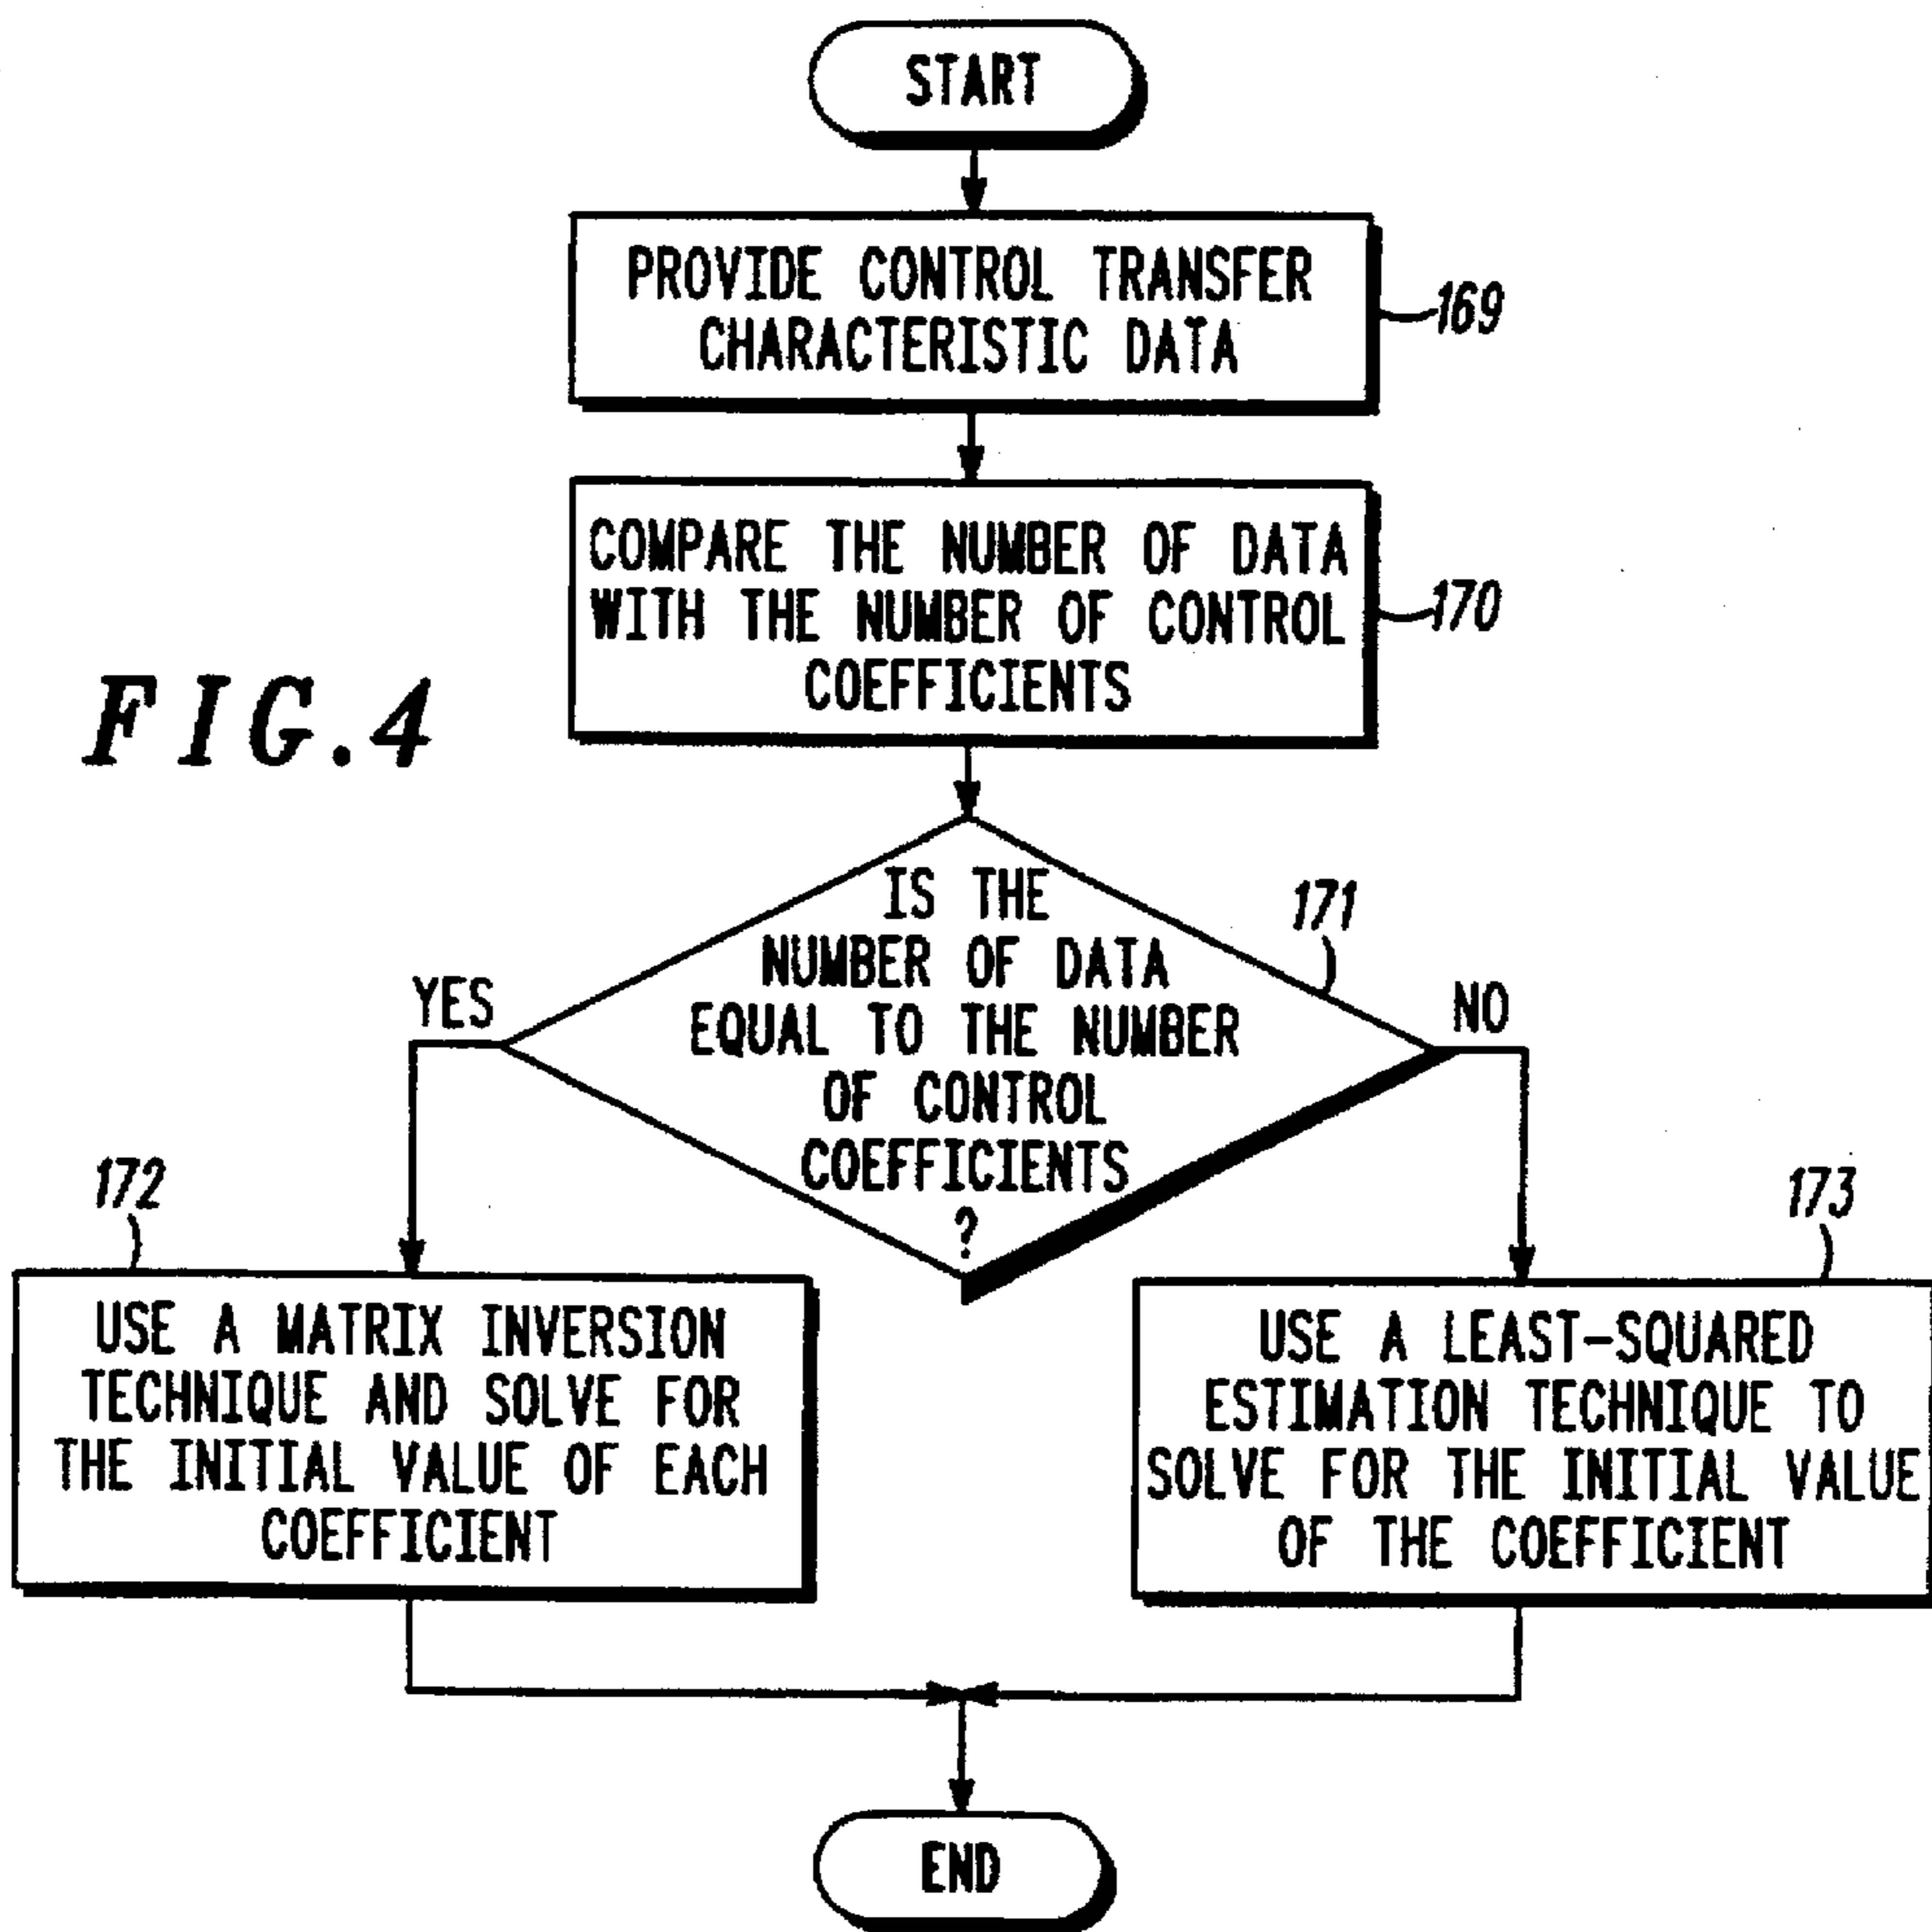 START
PROVIDE CONTROL TRANSFER
CHARACTERISTIC DATA
169
COMPARE THE NUMBER OF DATA
WITH THE NUMBER OF CONTROL
COEFFICIENTS
170
FIG.4
IS THE
NUMBER OF DATA
EQUAL TO THE NUMBER
OF CONTROL
COEFFICIENTS
?
171
YES
NO
172
USE A MATRIX INVERSION
TECHNIQUE AND SOLVE FOR
THE INITIAL VALUE OF EACH
COEFFICIENT
173
USE A LEAST-SQUARED
ESTIMATION TECHNIQUE TO
SOLVE FOR THE INITIAL VALUE
OF THE COEFFICIENT
END